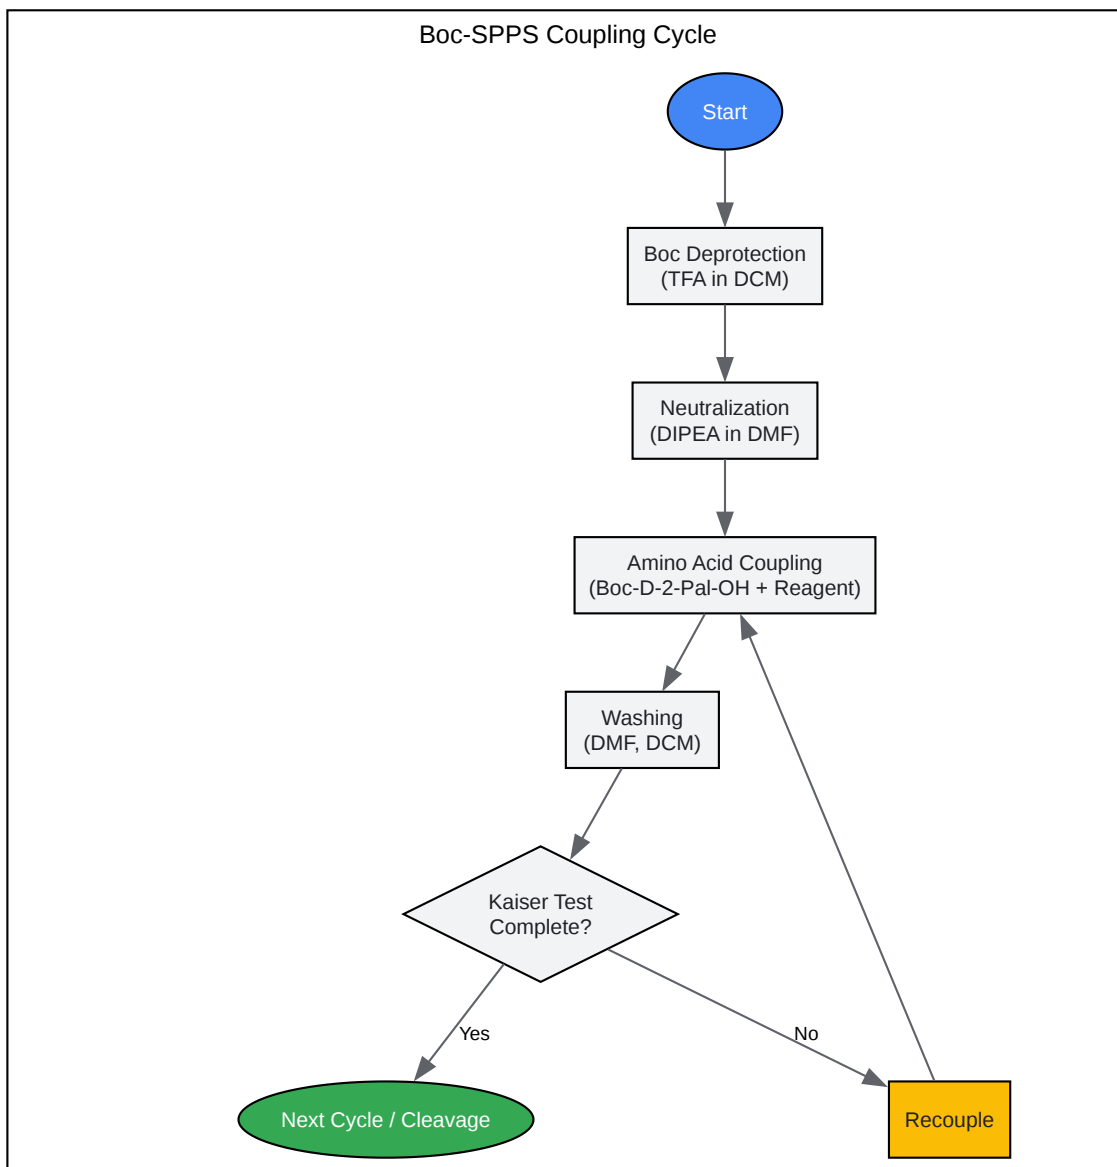 Boc-SPPS Coupling Cycle
Start
Boc Deprotection
(TFA in DCM)
Neutralization
(DIPEA in DMF)
Amino Acid Coupling
(Boc-D-2-Pal-OH + Reagent)
Washing
(DMF, DCM)
Kaiser Test
Complete?
Yes
No
Next Cycle / Cleavage
Recouple